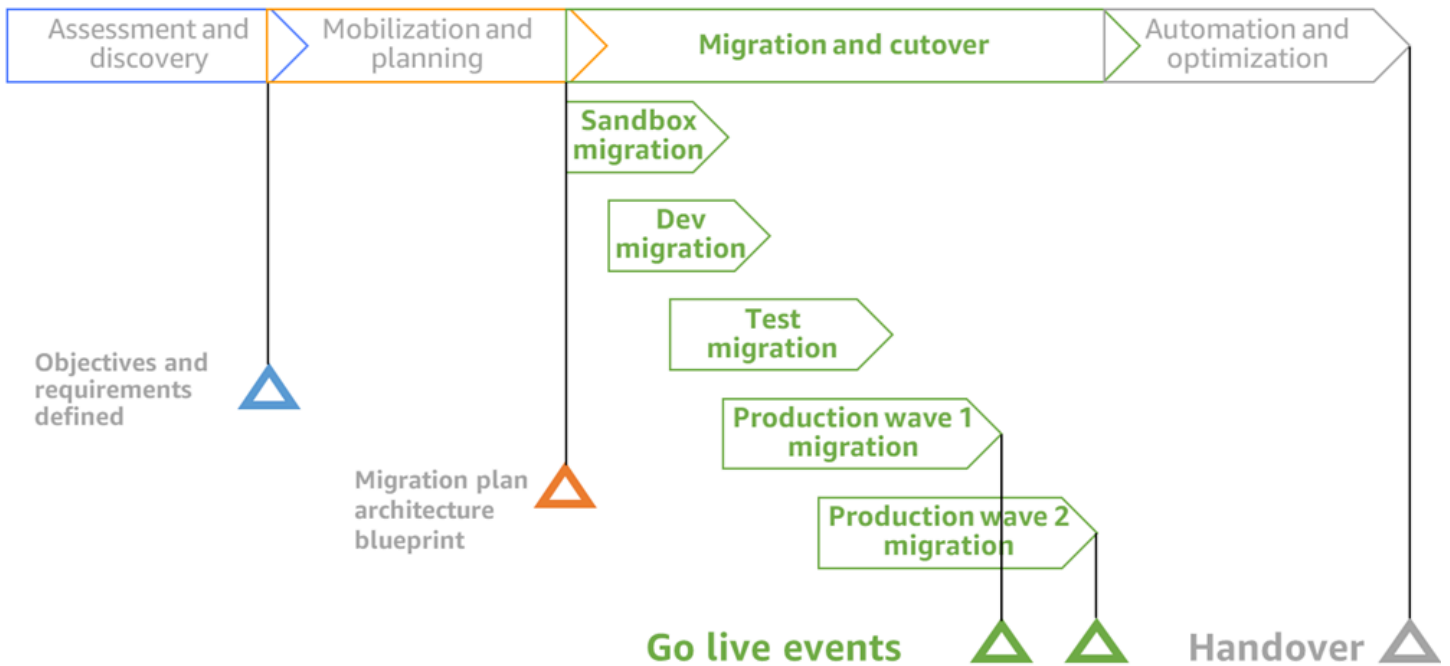 Assessment and
discovery
Mobilization and
planning
Migration and cutover
Automation and
optimization
Sandbox
migration
Dev
migration
Test
migration
Objectives and
requirements
defined
Production wave 1
migration
Migration plan
architecture
blueprint
Production wave 2
migration
Go live events
Handover